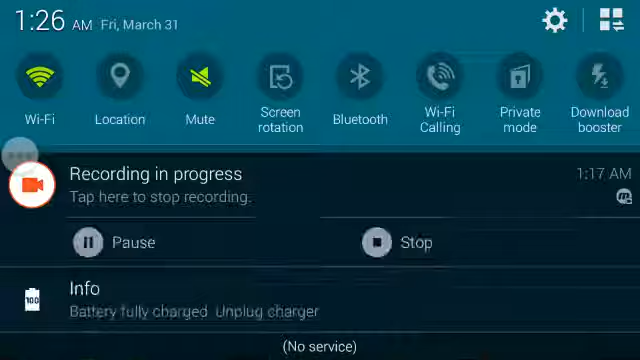 1:26 AM Fri, March 31
Wi-Fi
Location
Mute
Screen
rotation
Bluetooth
Wi-Fi
Calling
Private
mode
Download
booster
Recording in progress
1:17 AM
Tap here to stop recording.
Pause
Stop
Info
100
Battery fully charged Unplug charger
(No service)